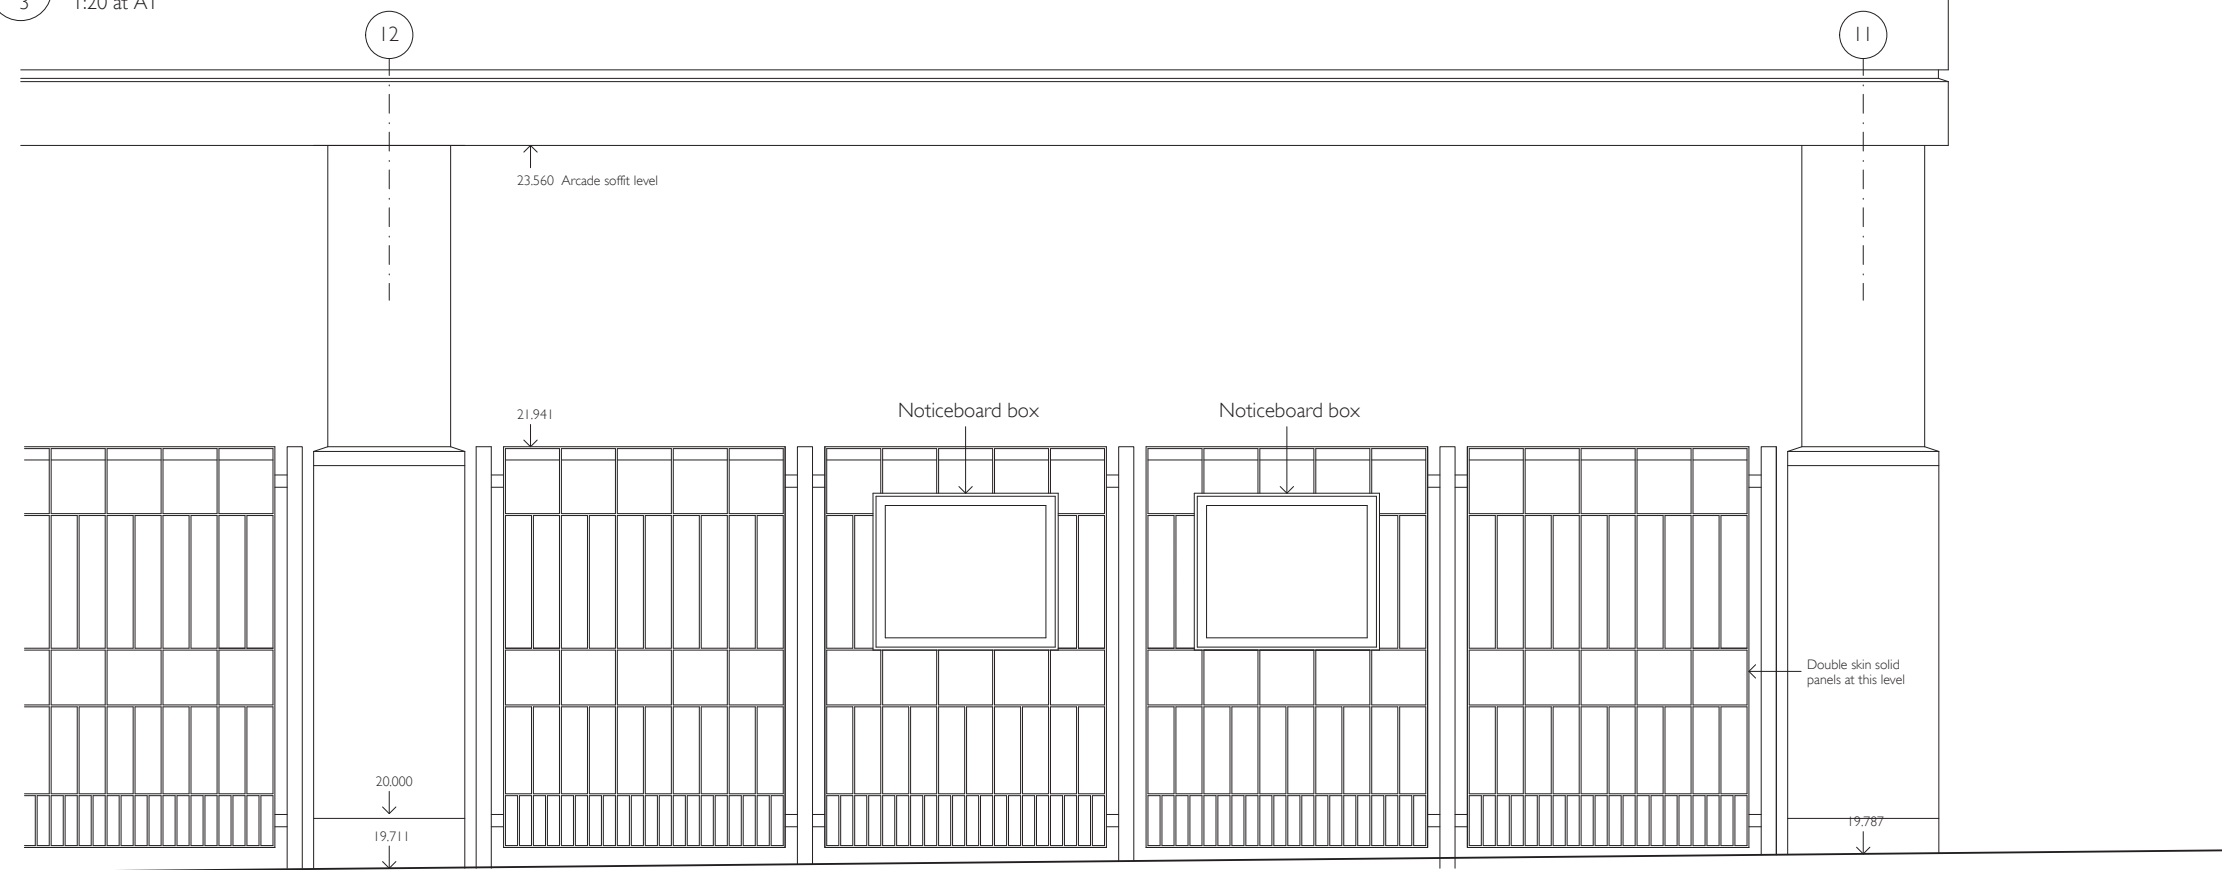 3
1:20 at A1
12
11
23.560 Arcade soffit level
21.941
Noticeboard box
Noticeboard box
Double skin solid
panels at this level
20.000
19.711
19.787